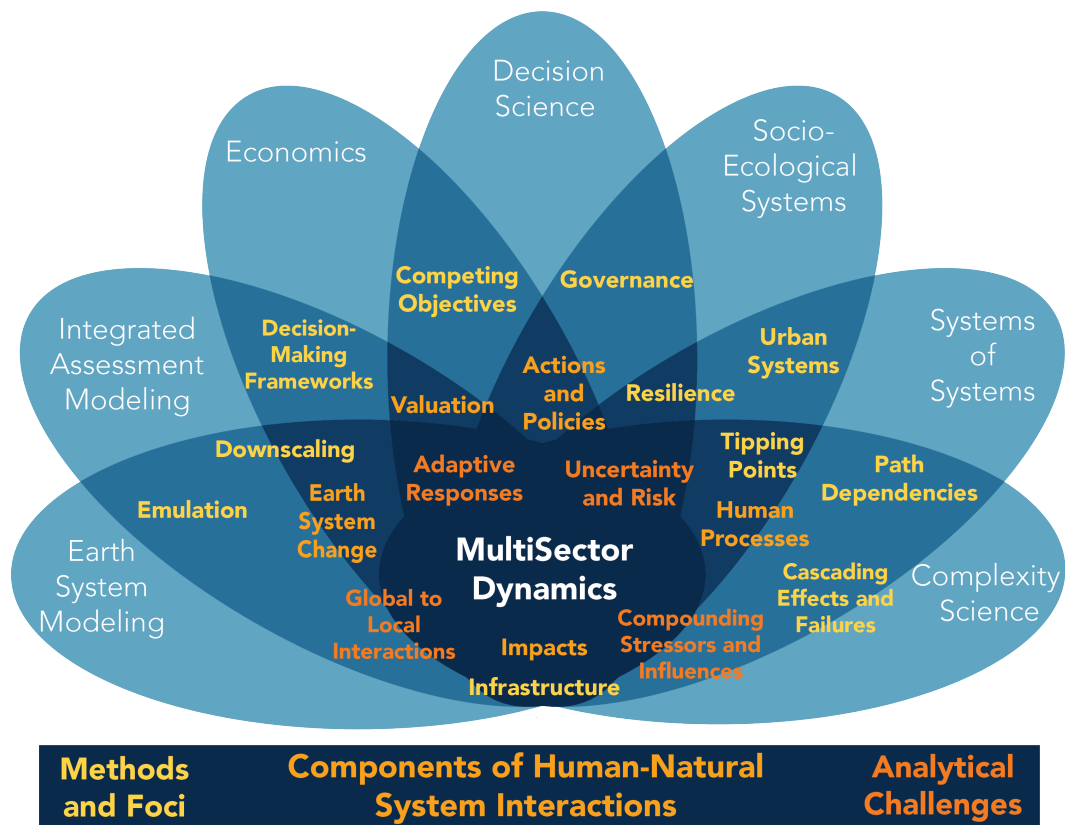 Decision
Science
Economics
Socio-
Ecological
Systems
Integrated
Assessment
Modeling
Systems
of
Systems
Earth
System
Modeling
Complexity
Science
Competing
Objectives
Governance
Decision-
Making
Frameworks
Urban
Systems
Actions
and
Policies
Valuation
Resilience
Downscaling
Adaptive
Responses
Uncertainty
and Risk
Tipping
Points
Path
Dependencies
Emulation
Earth
System
Change
Human
Processes
MultiSector
Dynamics
Cascading
Effects and
Failures
Global to
Local
Interactions
Impacts
Compounding
Stressors and
Influences
Infrastructure
Methods
and Foci
Components of Human-Natural
System Interactions
Analytical
Challenges